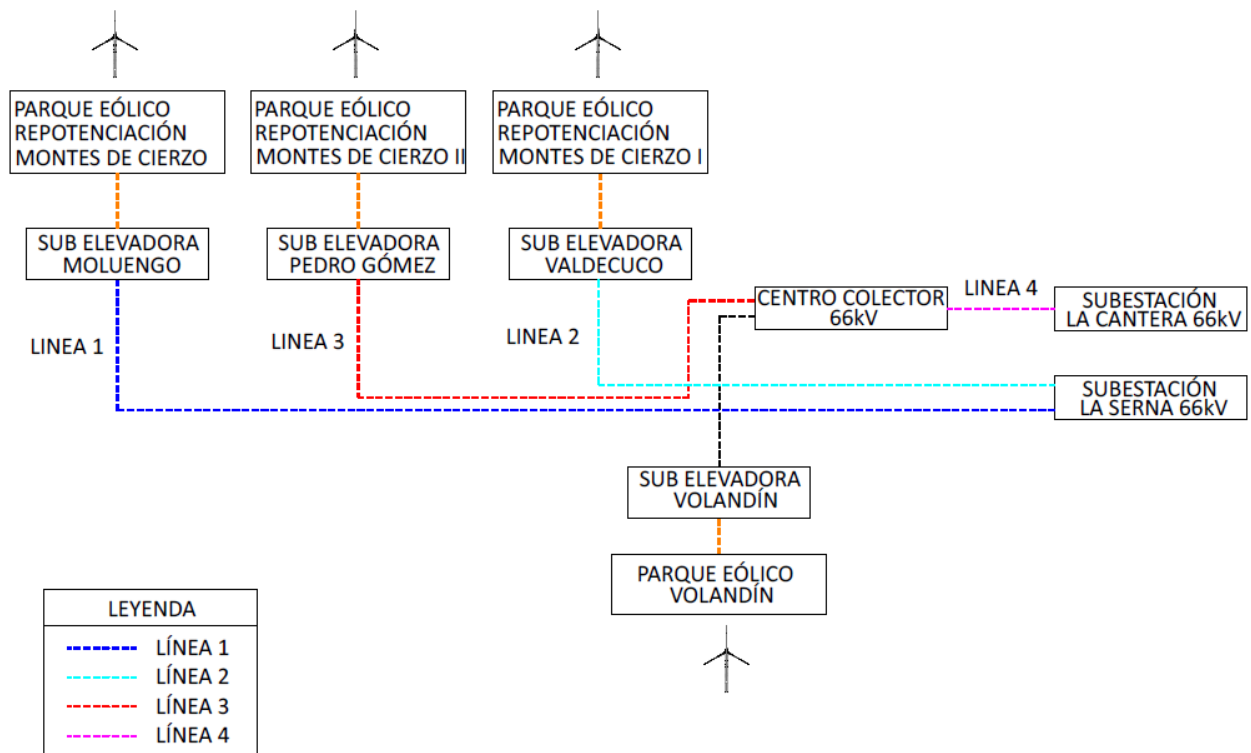 PARQUE EÓLICO
REPOTENCIACIÓN
MONTES DE CIERZO
PARQUE EÓLICO
REPOTENCIACIÓN
MONTES DE CIERZO II
PARQUE EÓLICO
REPOTENCIACIÓN
MONTES DE CIERZO I
SUB ELEVADORA
MOLUENGO
SUB ELEVADORA
PEDRO GÓMEZ
SUB ELEVADORA
VALDECUCO
LINEA 1
LINEA 3
LINEA 2
CENTRO COLECTOR
66kV
LINEA 4
SUBESTACIÓN
LA CANTERA 66kV
SUBESTACIÓN
LA SERNA 66kV
SUB ELEVADORA
VOLANDÍN
PARQUE EÓLICO
VOLANDÍN
LEYENDA
LÍNEA 1
LÍNEA 2
LÍNEA 3
LÍNEA 4